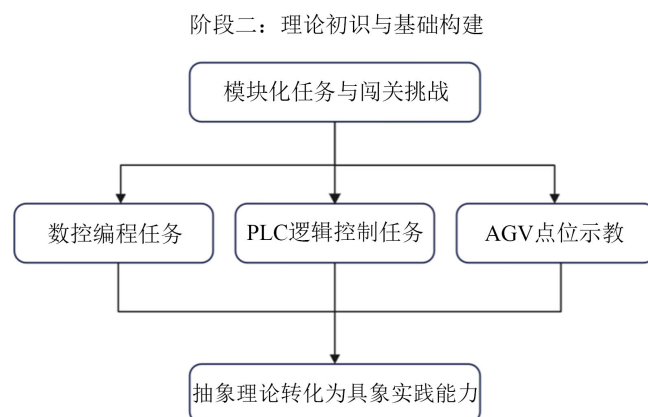 阶段二：理论初识与基础构建
模块化任务与闯关挑战
数控编程任务
PLC逻辑控制任务
AGV点位示教
抽象理论转化为具象实践能力